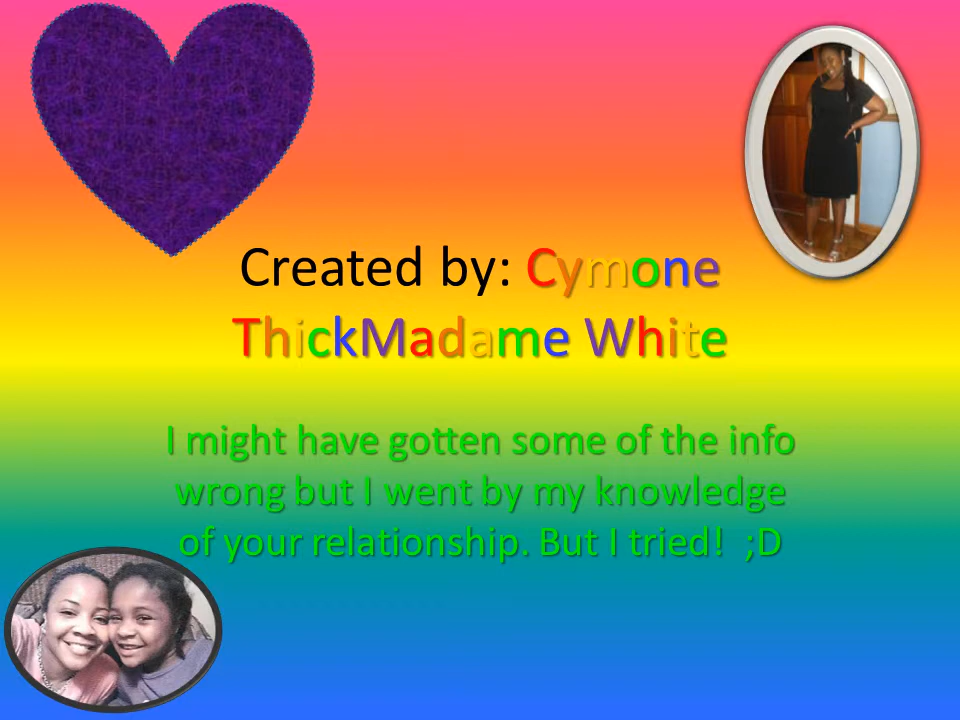 Created by: Cymone
ThickMadame White
I might have gotten some of the info
wrong but I went by my knowledge
of your relationship. But I tried!  ;D